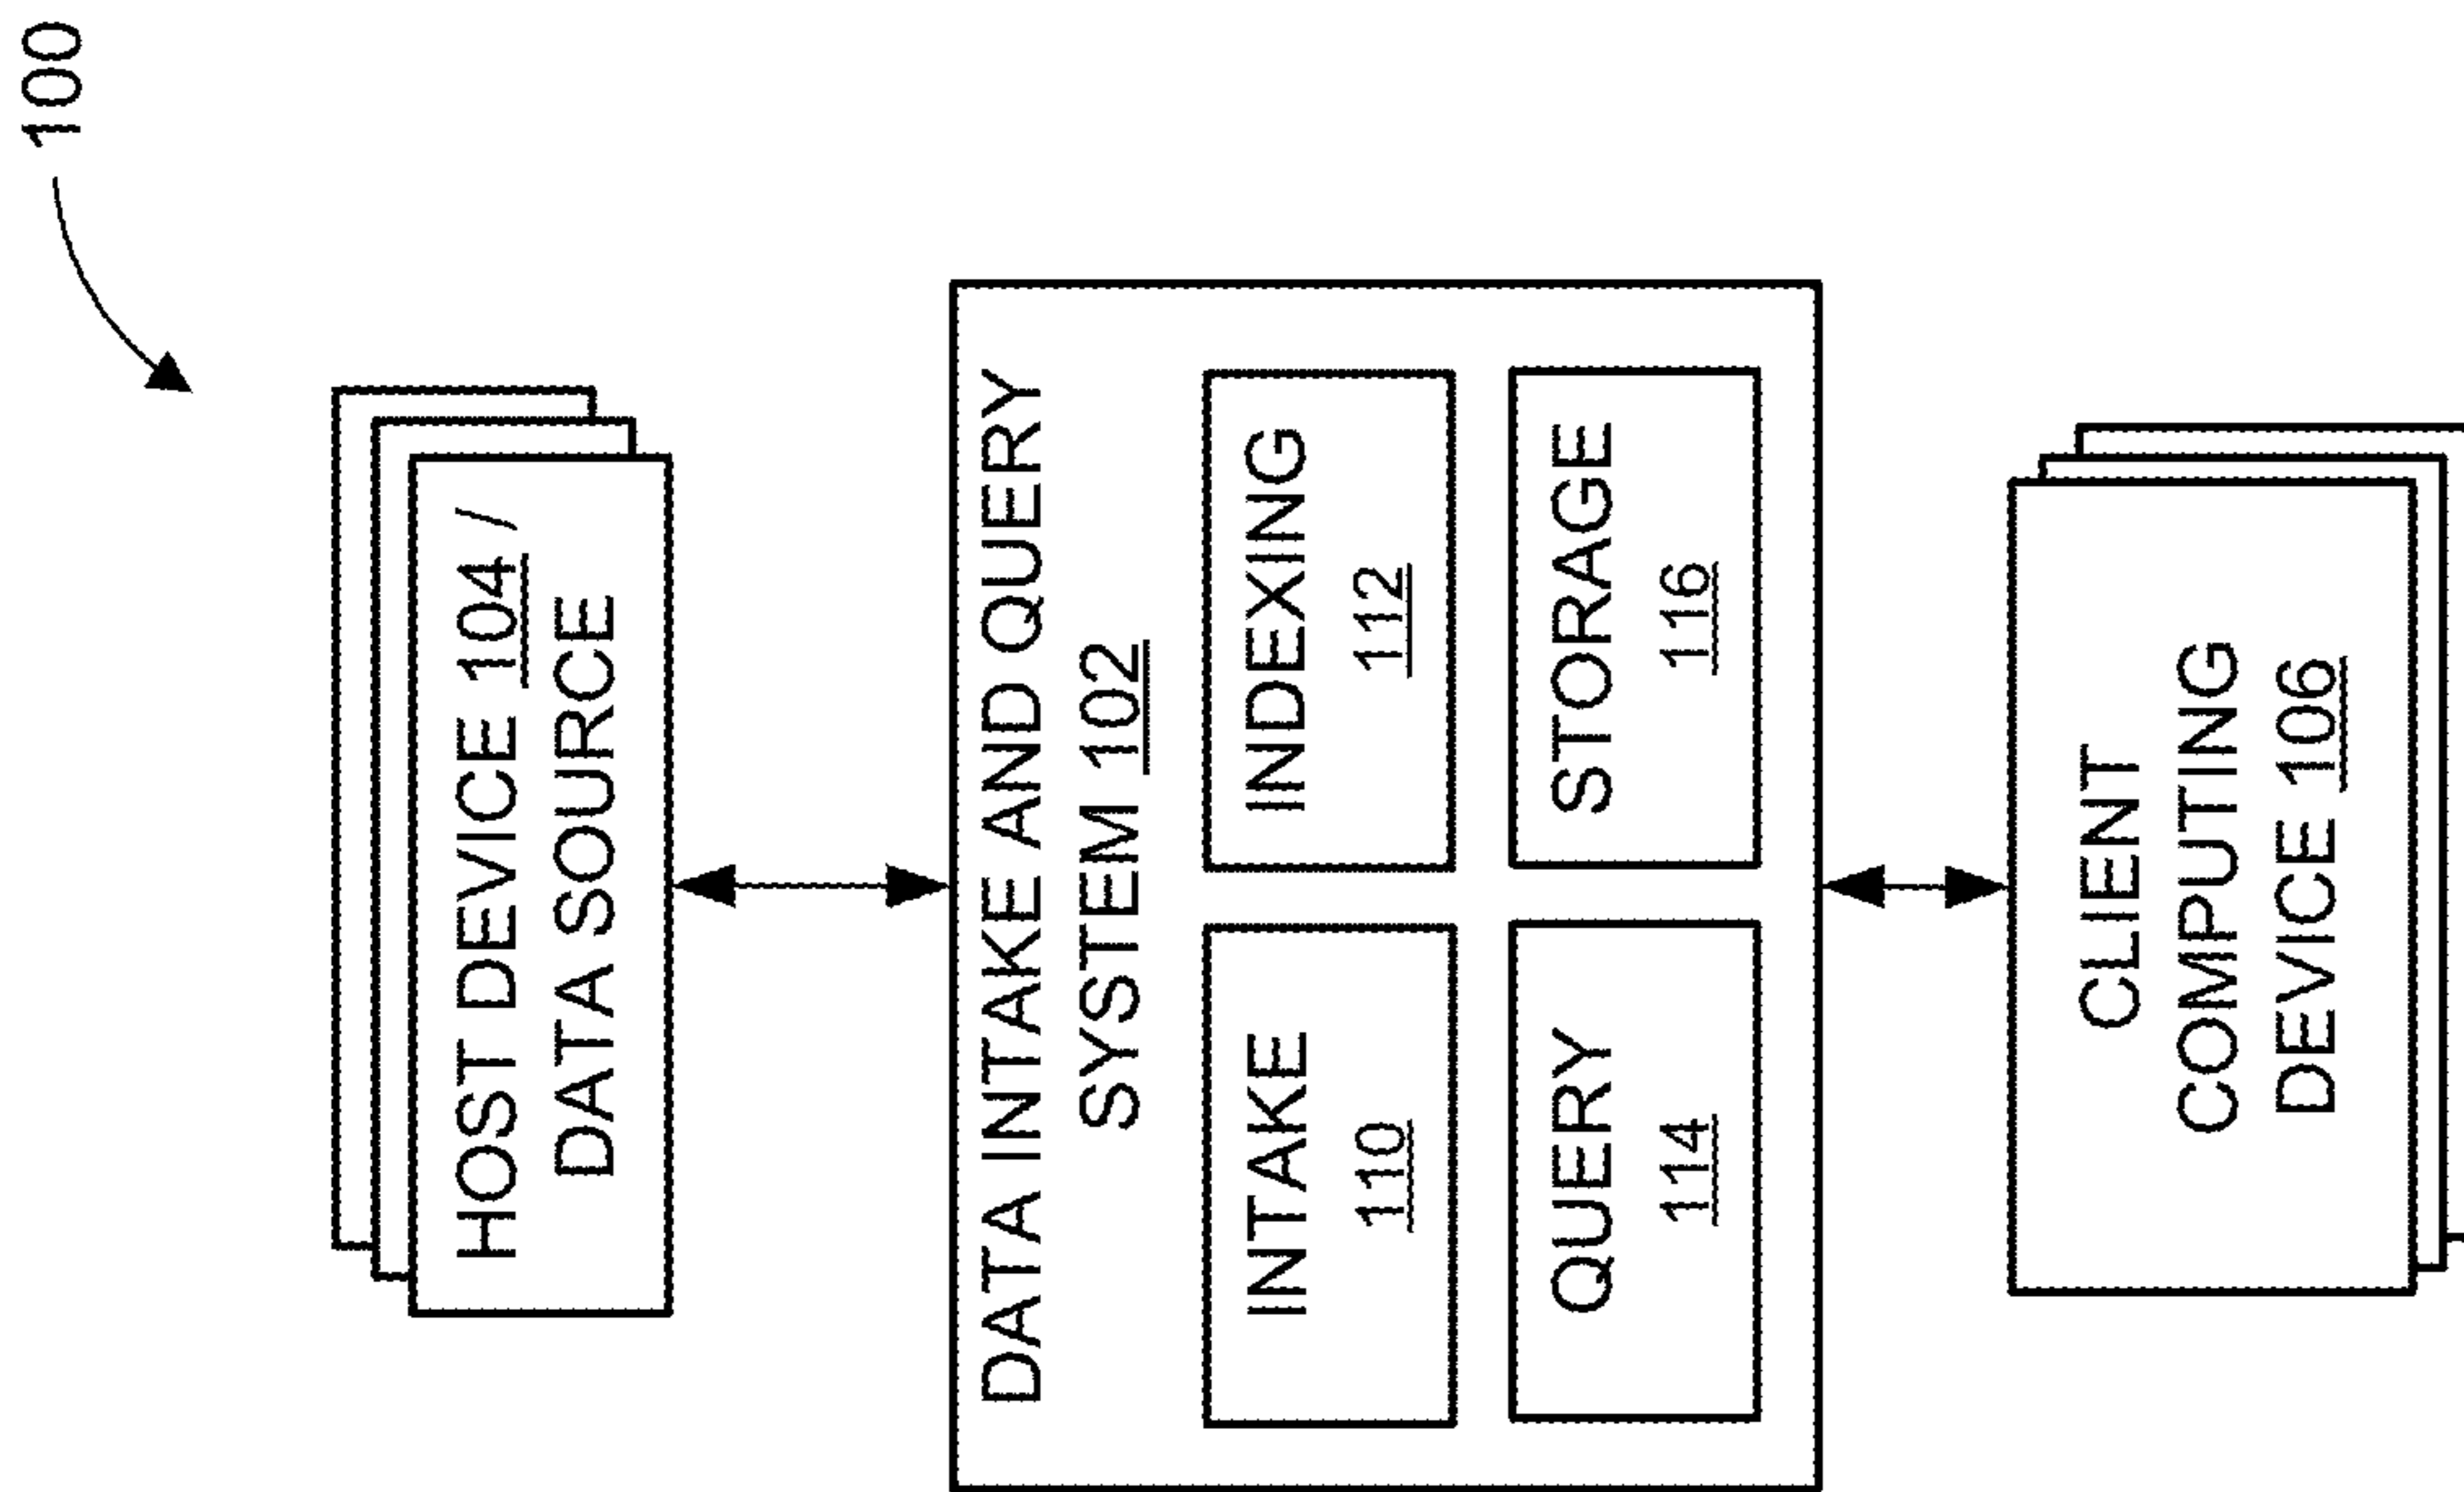 100
HOST DEVICE 104 /
DATA SOURCE
DATA INTAKE AND QUERY
SYSTEM 102
INTAKE
110
INDEXING
112
QUERY
114
STORAGE
116
CLIENT
COMPUTING
DEVICE 106